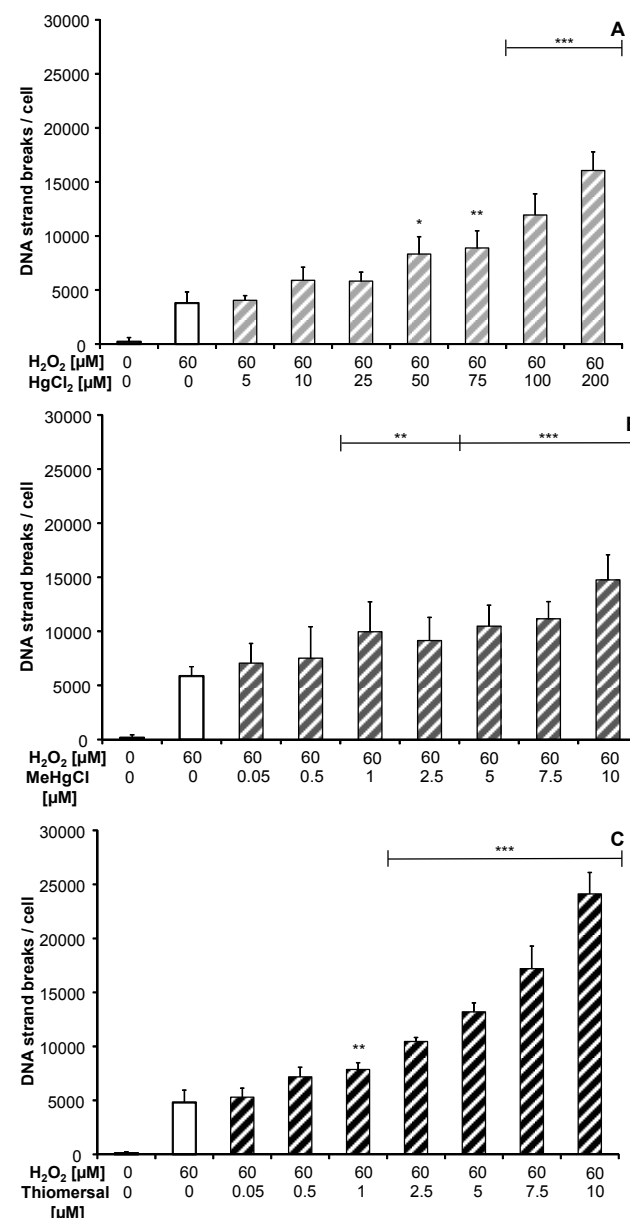 30000
A
***
25000
20000
15000
*
**
10000
5000
0
DNA strand breaks / cell
H₂O₂ [µM] 0 60 60 60 60 60 60 60 60
HgCl₂ [µM] 0 0 5 10 25 50 75 100 200
30000
**
***
25000
20000
15000
10000
5000
0
DNA strand breaks / cell
H₂O₂ [µM] 0 60 60 60 60 60 60 60 60
MeHgCl 0 0 0.05 0.5 1 2.5 5 7.5 10
[µM]
30000
C
***
25000
20000
15000
**
10000
5000
0
DNA strand breaks / cell
H₂O₂ [µM] 0 60 60 60 60 60 60 60 60
Thiomersal 0 0 0.05 0.5 1 2.5 5 7.5 10
[µM]